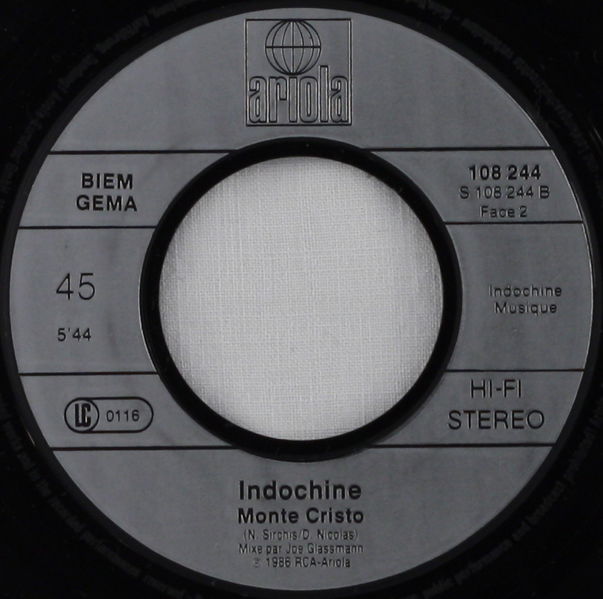 ariola
BIEM
GEMA
108 244
S 108 244 B
Face 2
45
5'44
Indochine
Musique
LC 0116
HI-FI
STEREO
Indochine
Monte Cristo
(N. Sirchis/D. Nicolas)
Mixé par Joe Glassmann
℗ 1986 RCA-Ariola